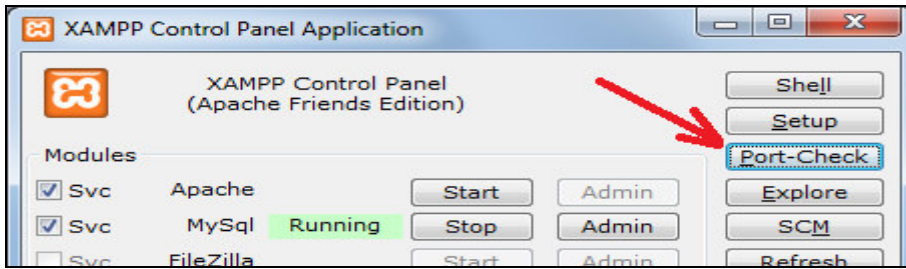 XAMPP Control Panel Application
XAMPP Control Panel
(Apache Friends Edition)
Shell
Setup
Modules
Port-Check
Svc Apache Start Admin Explore
Svc MySql Running Stop Admin SCM
Svc FileZilla Start Admin Refresh